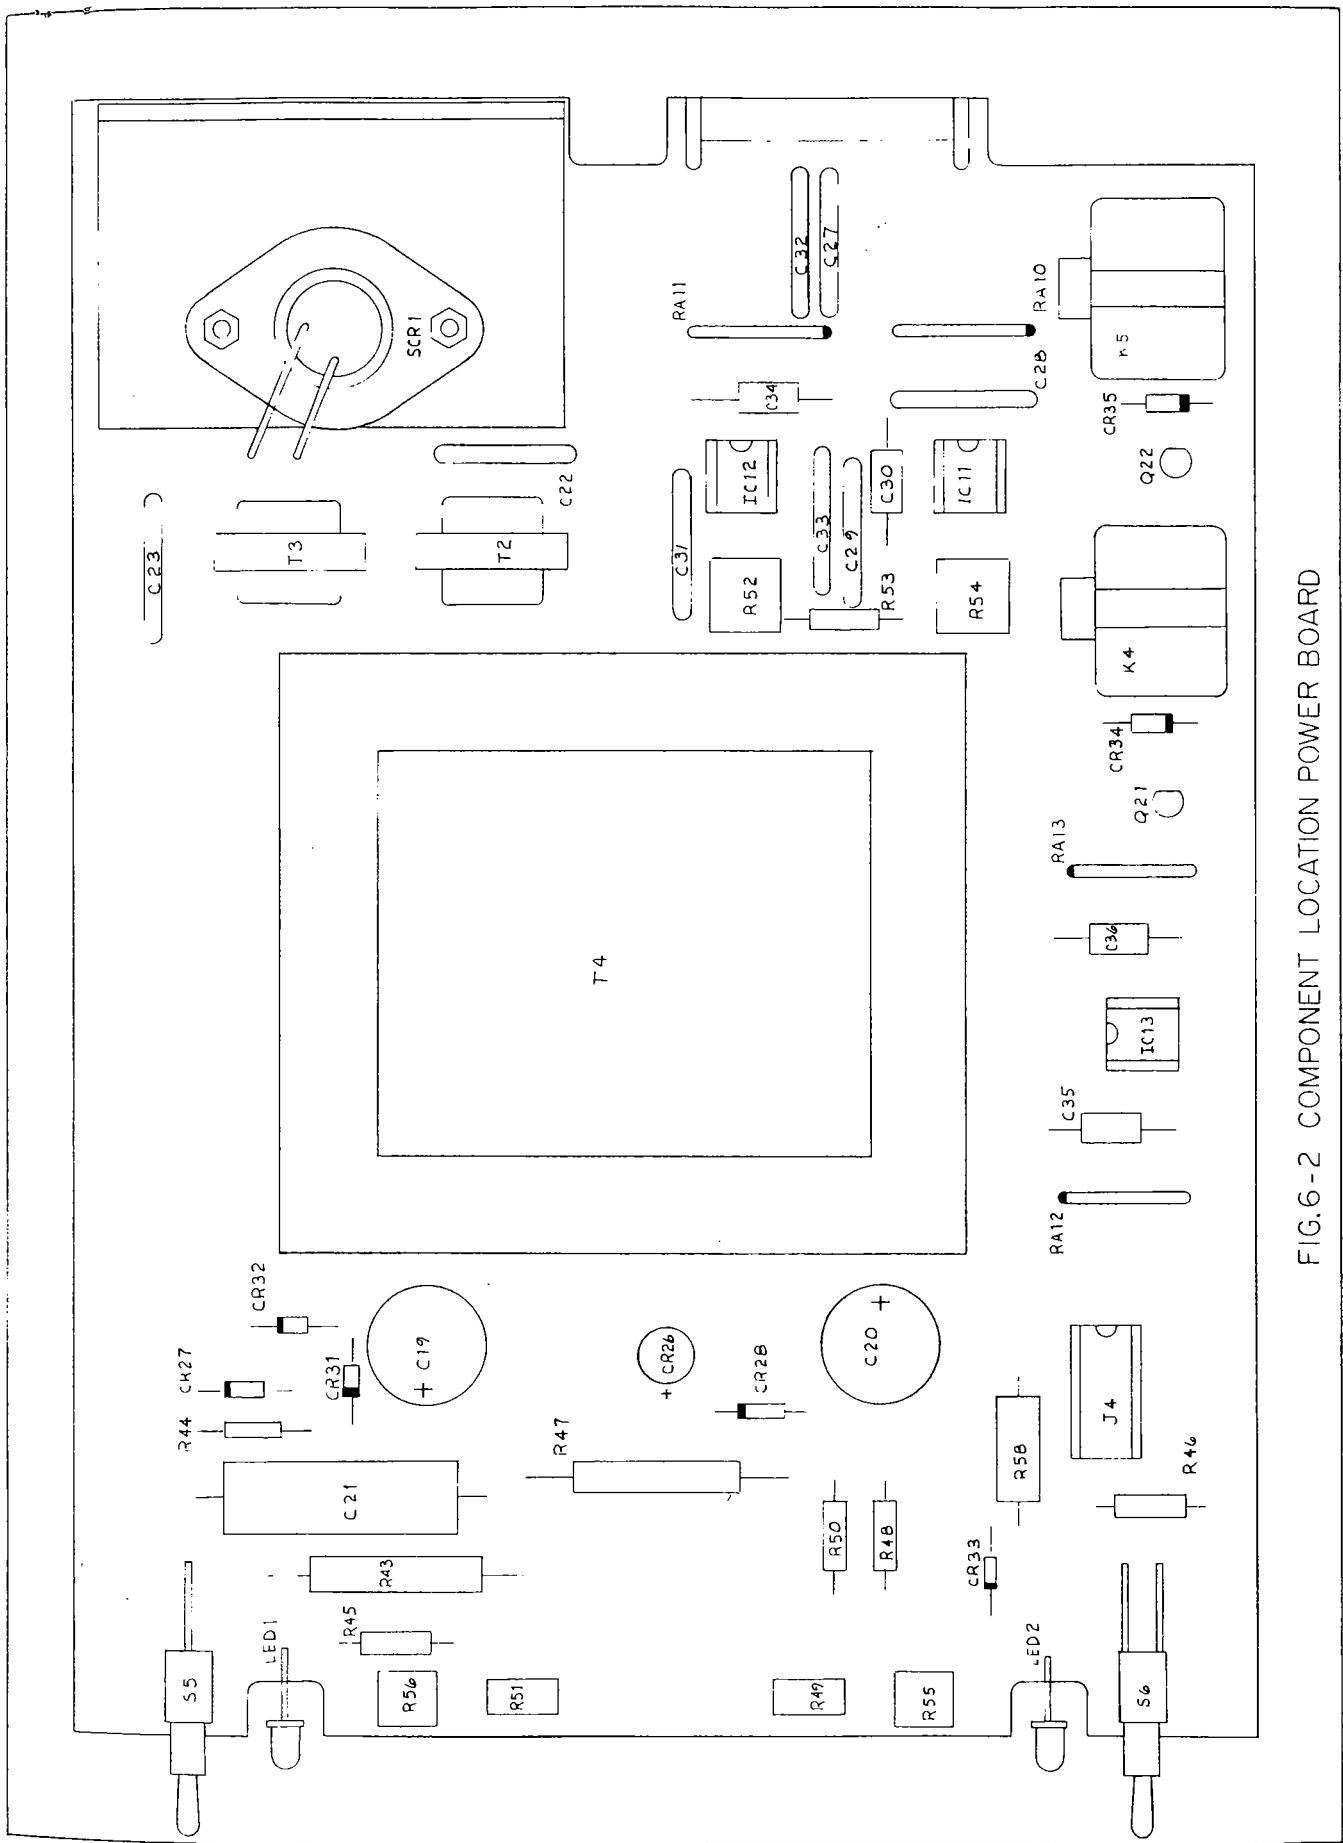 S5
LED1
R45
R56
R51
R49
R55
LED2
S6
R43
C21
R44
CR27
CR31
CR32
C19
R47
CR26
CR28
C20
R50
R48
CR33
R58
J4
R46
T4
RA12
C35
IC13
C36
RA13
Q21
CR34
K4
C23
T3
T2
C22
SCR1
C31
R52
IC12
C33
C29
R53
C30
R54
IC11
C34
RA11
C32
C27
C28
RA10
Q22
CR35
K5
FIG.6-2 COMPONENT LOCATION POWER BOARD